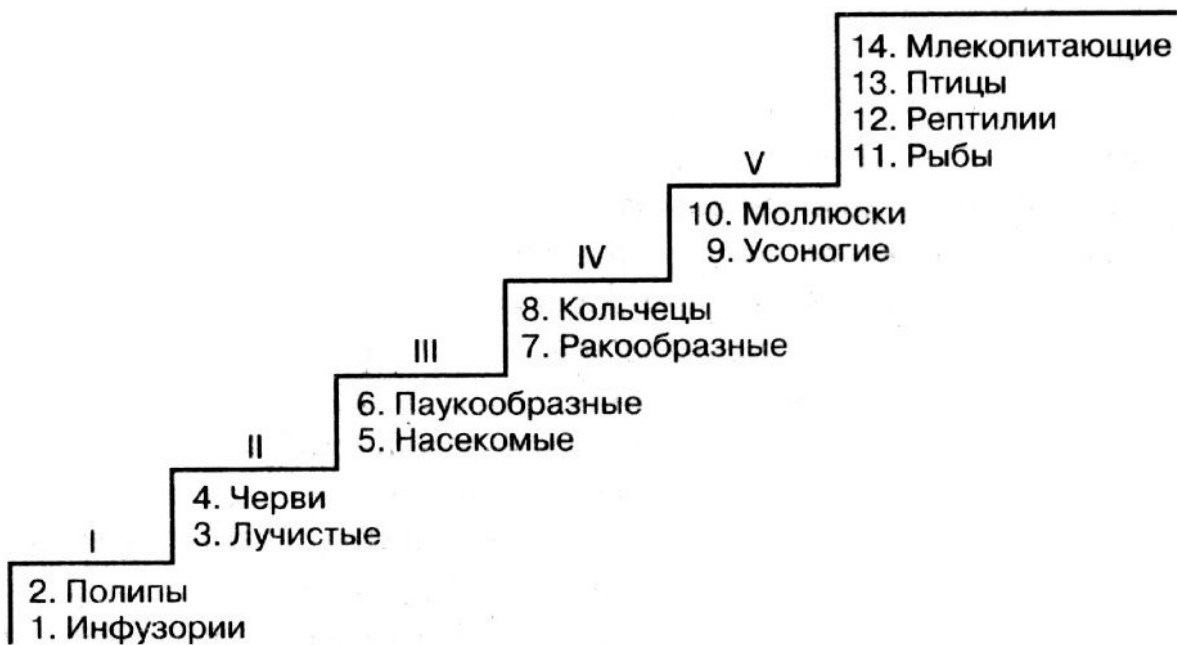 14. Млекопитающие
13. Птицы
12. Рептилии
11. Рыбы
V
10. Моллюски
9. Усоногие
IV
8. Кольчецы
7. Ракообразные
III
6. Паукообразные
5. Насекомые
II
4. Черви
3. Лучистые
I
2. Полипы
1. Инфузории